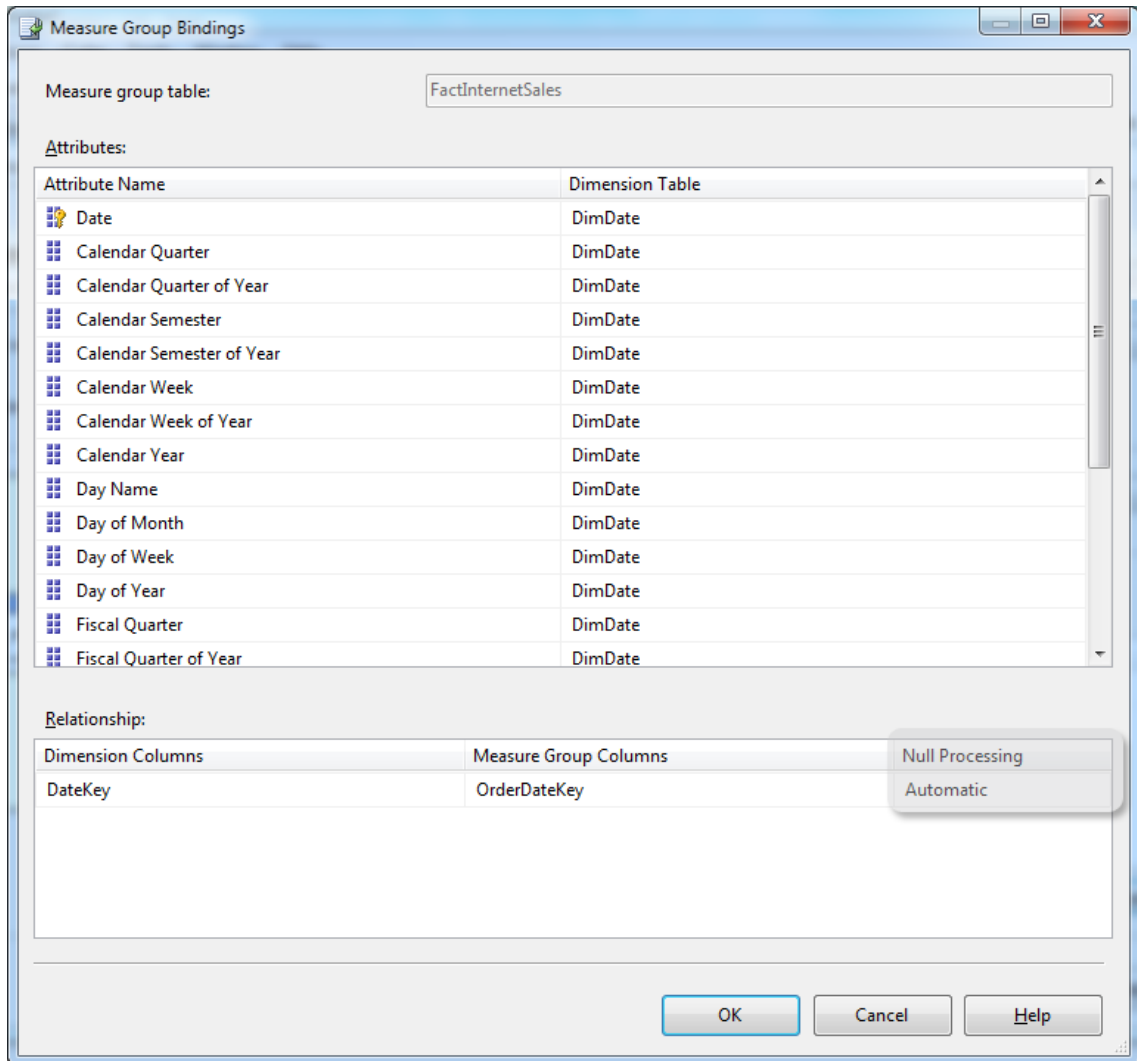 Measure Group Bindings
Measure group table: FactInternetSales
Attributes:
Attribute Name Dimension Table
Date DimDate
Calendar Quarter DimDate
Calendar Quarter of Year DimDate
Calendar Semester DimDate
Calendar Semester of Year DimDate
Calendar Week DimDate
Calendar Week of Year DimDate
Calendar Year DimDate
Day Name DimDate
Day of Month DimDate
Day of Week DimDate
Day of Year DimDate
Fiscal Quarter DimDate
Fiscal Quarter of Year DimDate
Relationship:
Dimension Columns Measure Group Columns Null Processing
DateKey OrderDateKey Automatic
OK Cancel Help